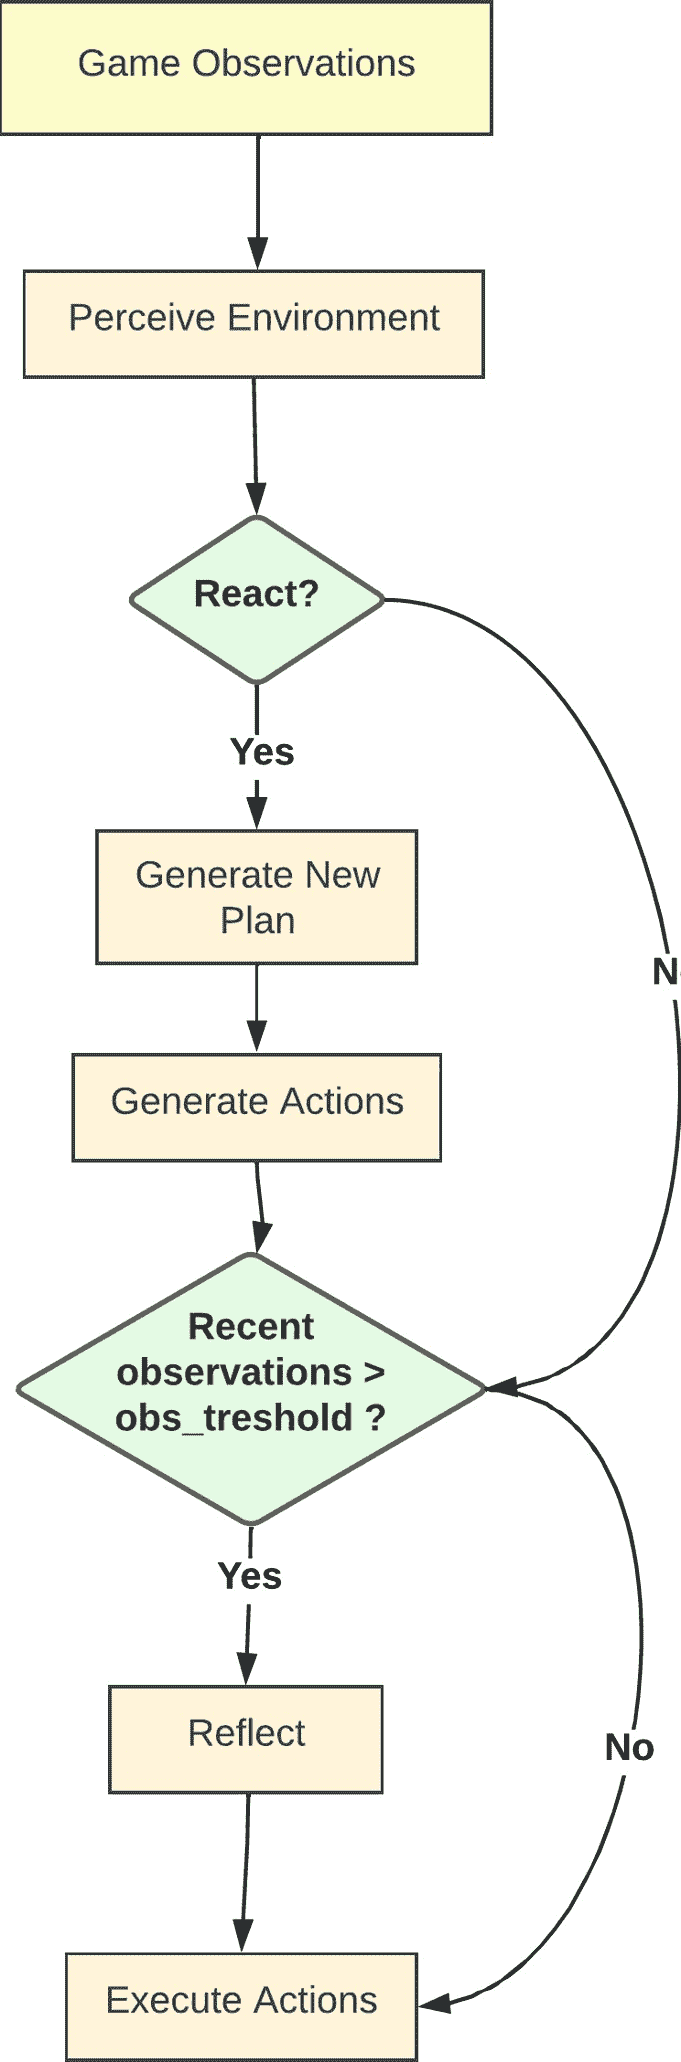 Game Observations
Perceive Environment
React?
Yes
Generate New
Plan
N
Generate Actions
Recent
observations >
obs_treshold ?
Yes
Reflect
No
Execute Actions